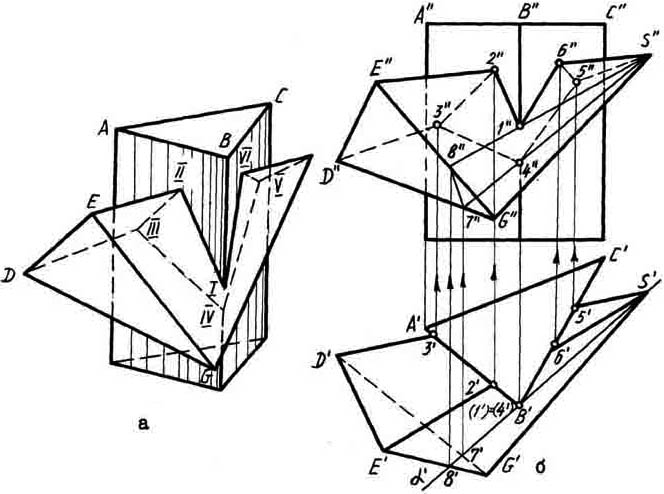 A B C
I II III IV V VI
E D G
а
A" B" C"
S"
E" 2" 6" 5"
3" 1"
8" 4"
D" 7" G"
C'
S'
A' 3' 5'
D' 6'
2' (1')≡(4') B'
E' 7' G'
α' 8' б